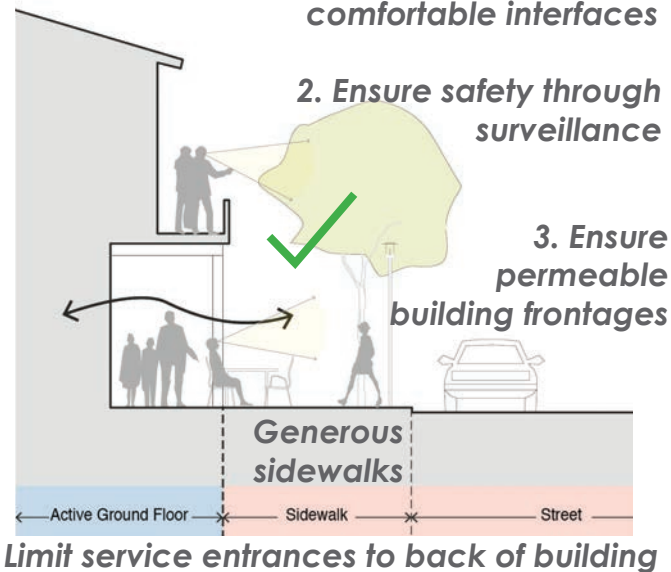 comfortable interfaces
2. Ensure safety through
surveillance
3. Ensure
permeable
building frontages
Generous
sidewalks
Active Ground Floor
Sidewalk
Street
Limit service entrances to back of building